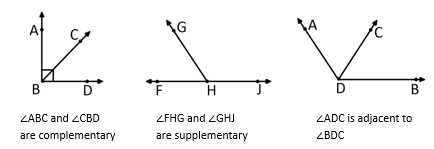 A
C
B
D
G
F
H
J
A
C
D
B
∠ABC and ∠CBD
are complementary
∠FHG and ∠GHJ
are supplementary
∠ADC is adjacent to
∠BDC